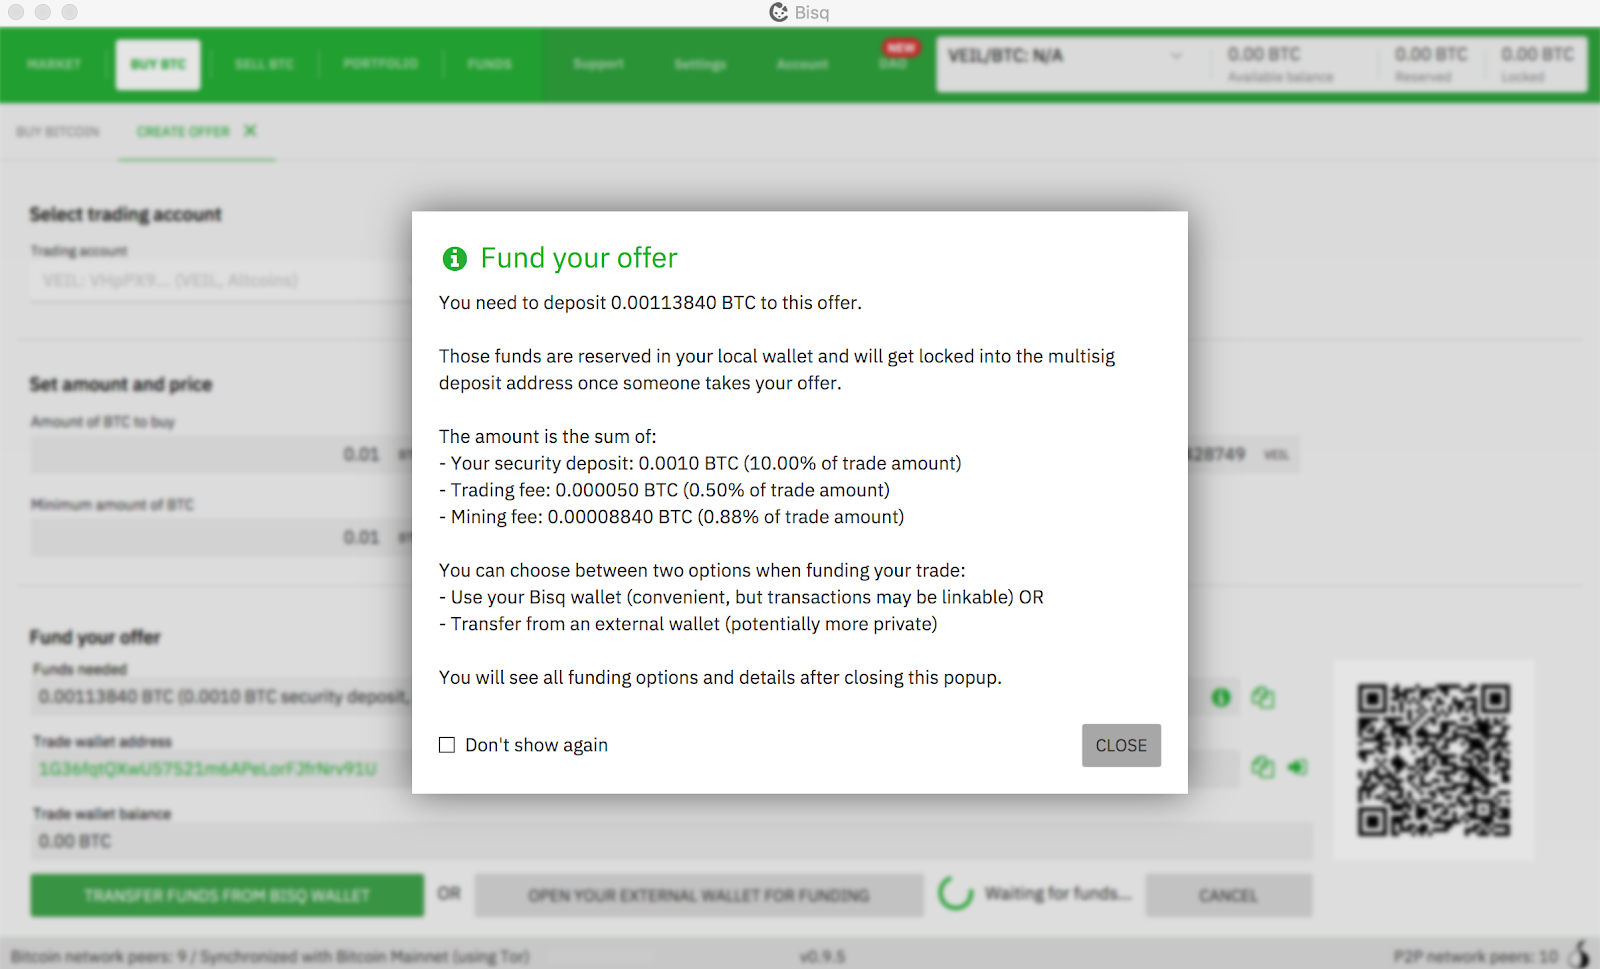 Bisq
MARKET
BUY BTC
SELL BTC
PORTFOLIO
FUNDS
Support
Settings
Account
NEW
DAO
VEIL/BTC: N/A
0.00 BTC
Available balance
0.00 BTC
Reserved
0.00 BTC
Locked
BUY BITCOIN
CREATE OFFER
Select trading account
Trading account
VEIL: VHpPX9... (VEIL, Altcoins)
Set amount and price
Amount of BTC to buy
0.01
428749 VEIL
Minimum amount of BTC
0.01
Fund your offer
Funds needed
0.00113840 BTC (0.0010 BTC security deposit,
Trade wallet address
Trade wallet balance
0.00 BTC
TRANSFER FUNDS FROM BISQ WALLET
OR
OPEN YOUR EXTERNAL WALLET FOR FUNDING
Waiting for funds...
CANCEL
Fund your offer
You need to deposit 0.00113840 BTC to this offer.
Those funds are reserved in your local wallet and will get locked into the multisig
deposit address once someone takes your offer.
The amount is the sum of:
- Your security deposit: 0.0010 BTC (10.00% of trade amount)
- Trading fee: 0.000050 BTC (0.50% of trade amount)
- Mining fee: 0.00008840 BTC (0.88% of trade amount)
You can choose between two options when funding your trade:
- Use your Bisq wallet (convenient, but transactions may be linkable) OR
- Transfer from an external wallet (potentially more private)
You will see all funding options and details after closing this popup.
Don't show again
CLOSE
Bitcoin network peers: 9 / Synchronized with Bitcoin Mainnet (using Tor)
v0.9.5
P2P network peers: 10